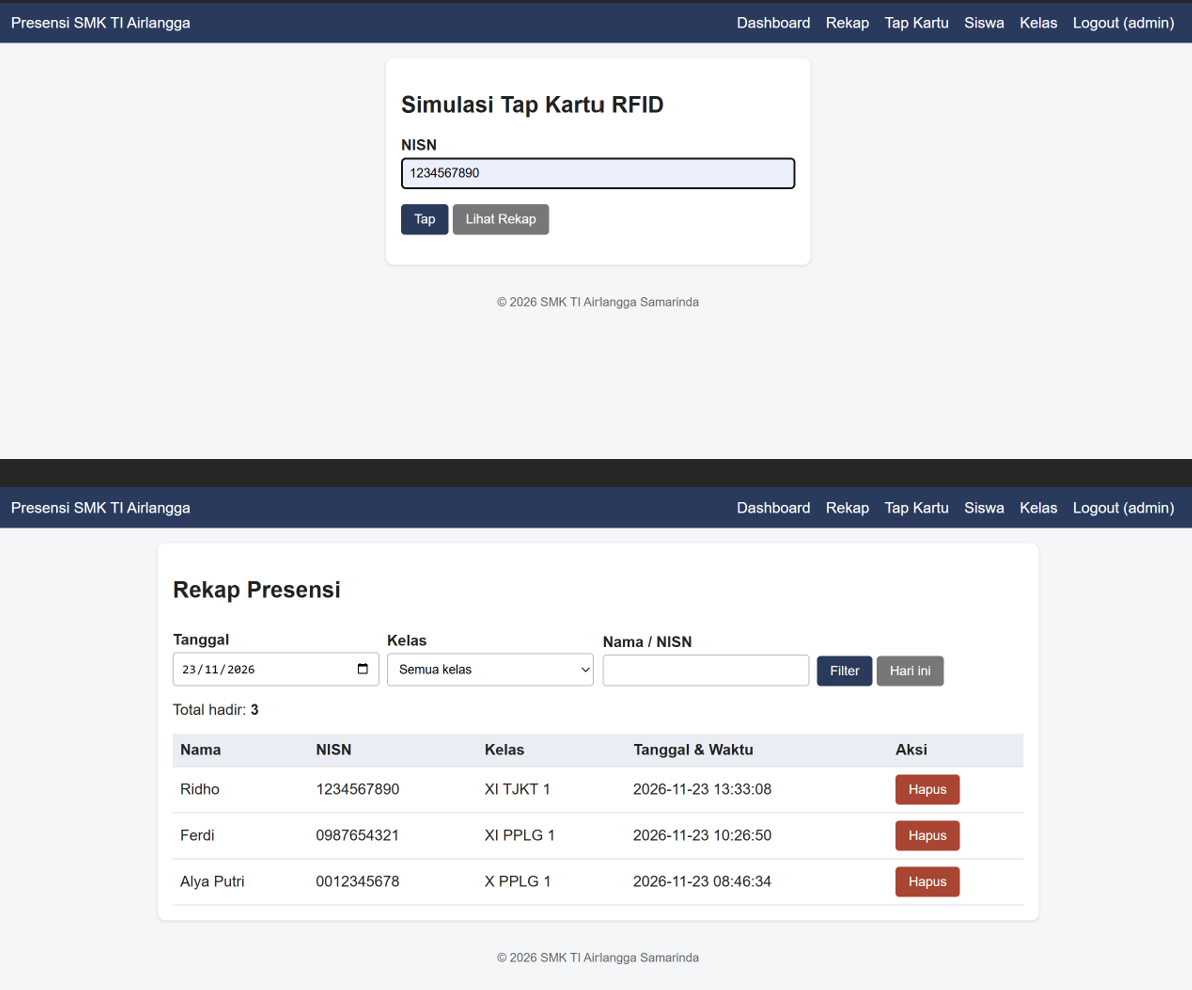 Presensi SMK TI Airlangga Dashboard Rekap Tap Kartu Siswa Kelas Logout (admin)
Simulasi Tap Kartu RFID
NISN
1234567890
Tap Lihat Rekap
© 2026 SMK TI Airlangga Samarinda
Presensi SMK TI Airlangga Dashboard Rekap Tap Kartu Siswa Kelas Logout (admin)
Rekap Presensi
Tanggal Kelas Nama / NISN
23/11/2026 Semua kelas Filter Hari ini
Total hadir: 3
Nama NISN Kelas Tanggal & Waktu Aksi
Ridho 1234567890 XI TJKT 1 2026-11-23 13:33:08 Hapus
Ferdi 0987654321 XI PPLG 1 2026-11-23 10:26:50 Hapus
Alya Putri 0012345678 X PPLG 1 2026-11-23 08:46:34 Hapus
© 2026 SMK TI Airlangga Samarinda